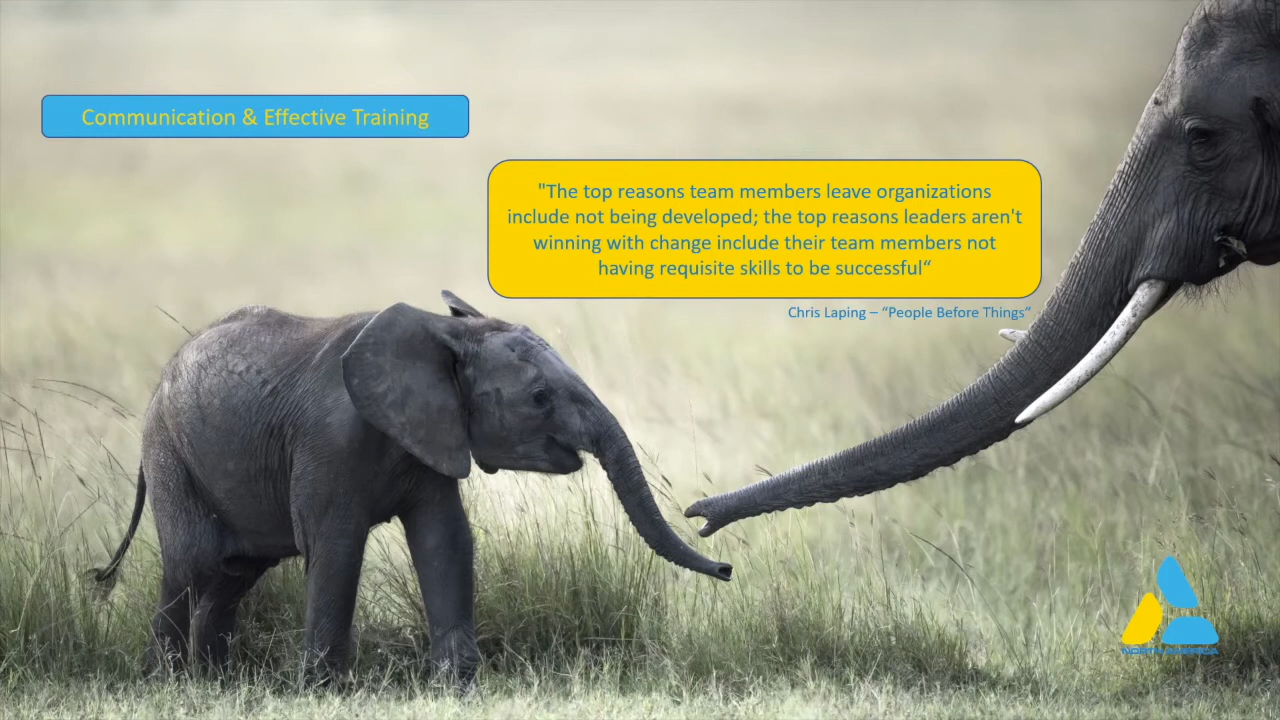 Communication & Effective Training
"The top reasons team members leave organizations
include not being developed; the top reasons leaders aren't
winning with change include their team members not
having requisite skills to be successful“
Chris Laping – “People Before Things”
NORTH AMERICA